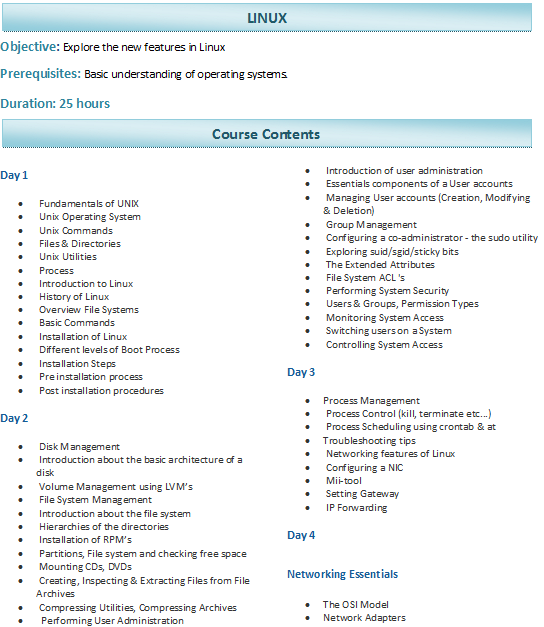 LINUX
Objective: Explore the new features in Linux
Prerequisites: Basic understanding of operating systems.
Duration: 25 hours
Course Contents
Day 1
• Fundamentals of UNIX
• Unix Operating System
• Unix Commands
• Files & Directories
• Unix Utilities
• Process
• Introduction to Linux
• History of Linux
• Overview File Systems
• Basic Commands
• Installation of Linux
• Different levels of Boot Process
• Installation Steps
• Pre installation process
• Post installation procedures
Day 2
• Disk Management
• Introduction about the basic architecture of a
disk
• Volume Management using LVM’s
• File System Management
• Introduction about the file system
• Hierarchies of the directories
• Installation of RPM’s
• Partitions, File system and checking free space
• Mounting CDs, DVDs
• Creating, Inspecting & Extracting Files from File
Archives
• Compressing Utilities, Compressing Archives
• Performing User Administration
• Introduction of user administration
• Essentials components of a User accounts
• Managing User accounts (Creation, Modifying
& Deletion)
• Group Management
• Configuring a co-administrator - the sudo utility
• Exploring suid/sgid/sticky bits
• The Extended Attributes
• File System ACL 's
• Performing System Security
• Users & Groups, Permission Types
• Monitoring System Access
• Switching users on a System
• Controlling System Access
Day 3
• Process Management
• Process Control (kill, terminate etc...)
• Process Scheduling using crontab & at
• Troubleshooting tips
• Networking features of Linux
• Configuring a NIC
• Mii-tool
• Setting Gateway
• IP Forwarding
Day 4
Networking Essentials
• The OSI Model
• Network Adapters